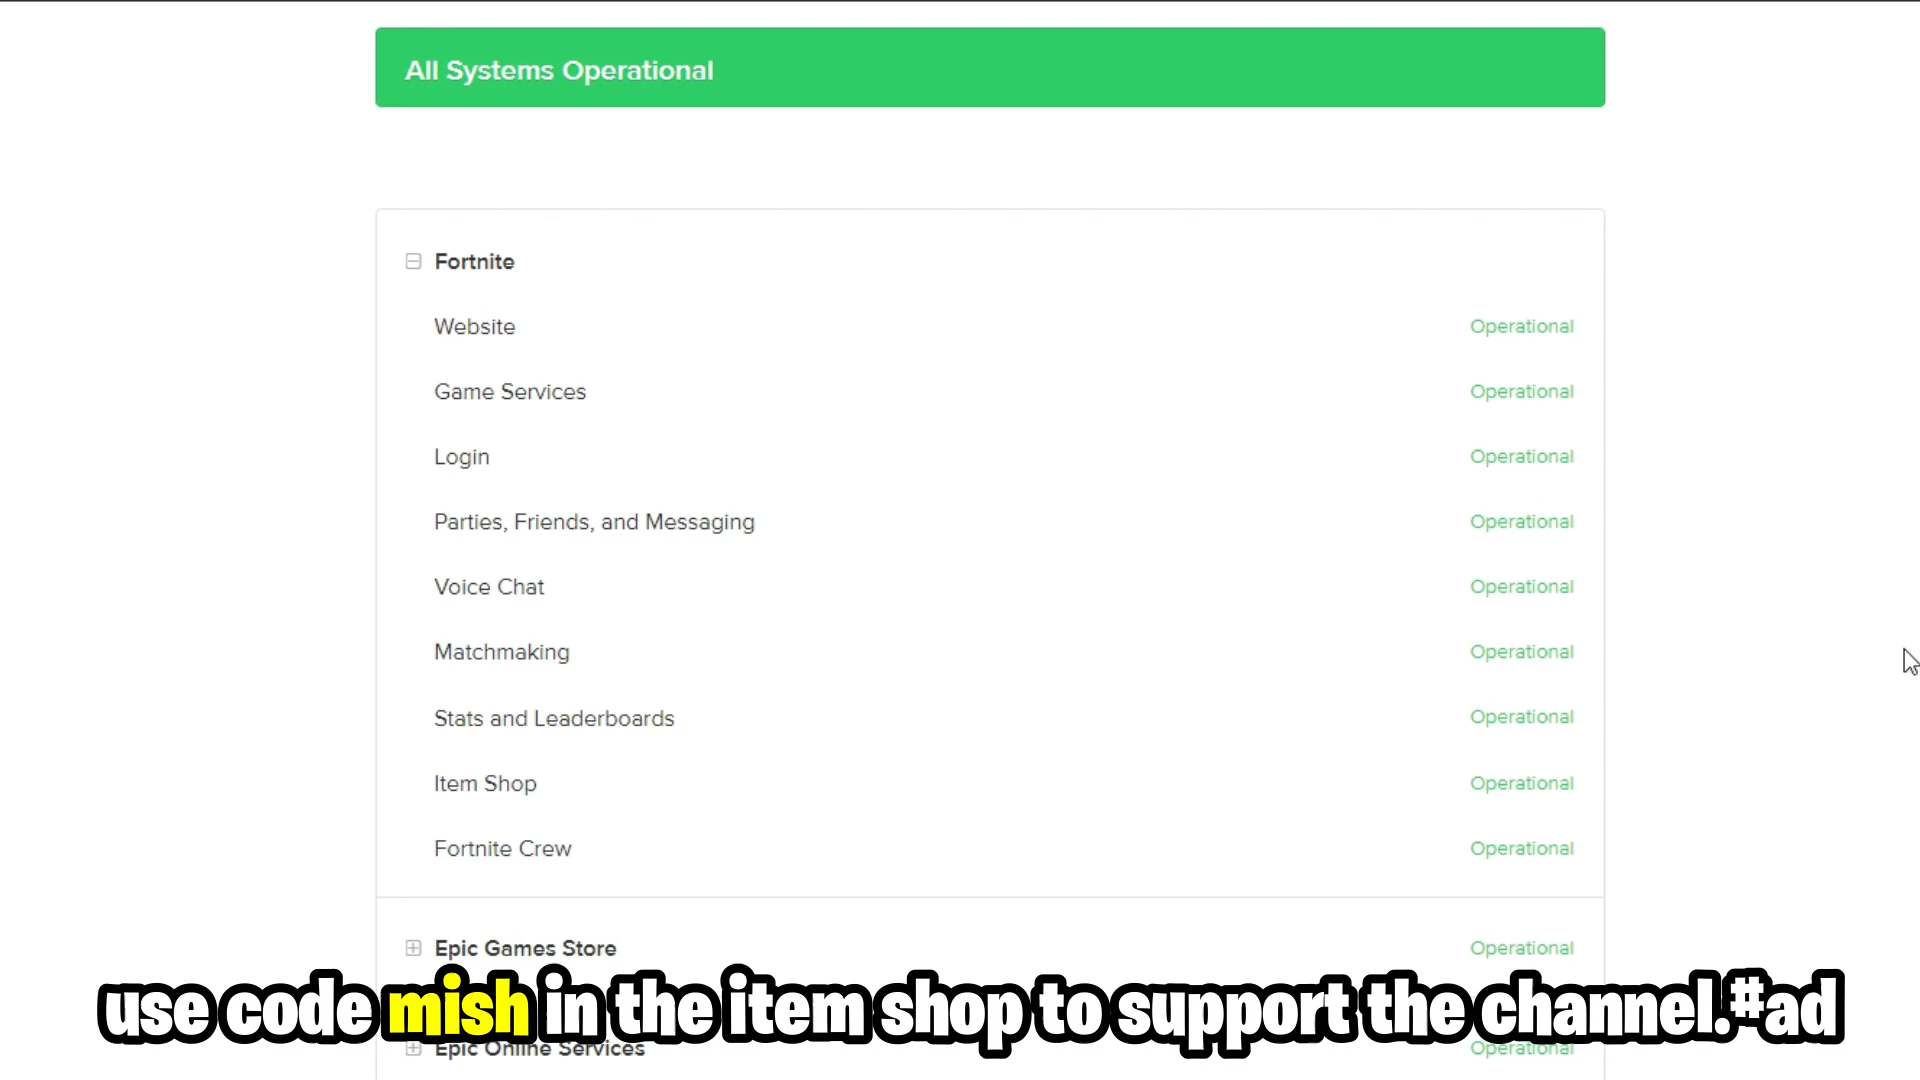 All Systems Operational
Fortnite
Website Operational
Game Services Operational
Login Operational
Parties, Friends, and Messaging Operational
Voice Chat Operational
Matchmaking Operational
Stats and Leaderboards Operational
Item Shop Operational
Fortnite Crew Operational
Epic Games Store Operational
use code mish in the item shop to support the channel.#ad
Epic Online Services Operational